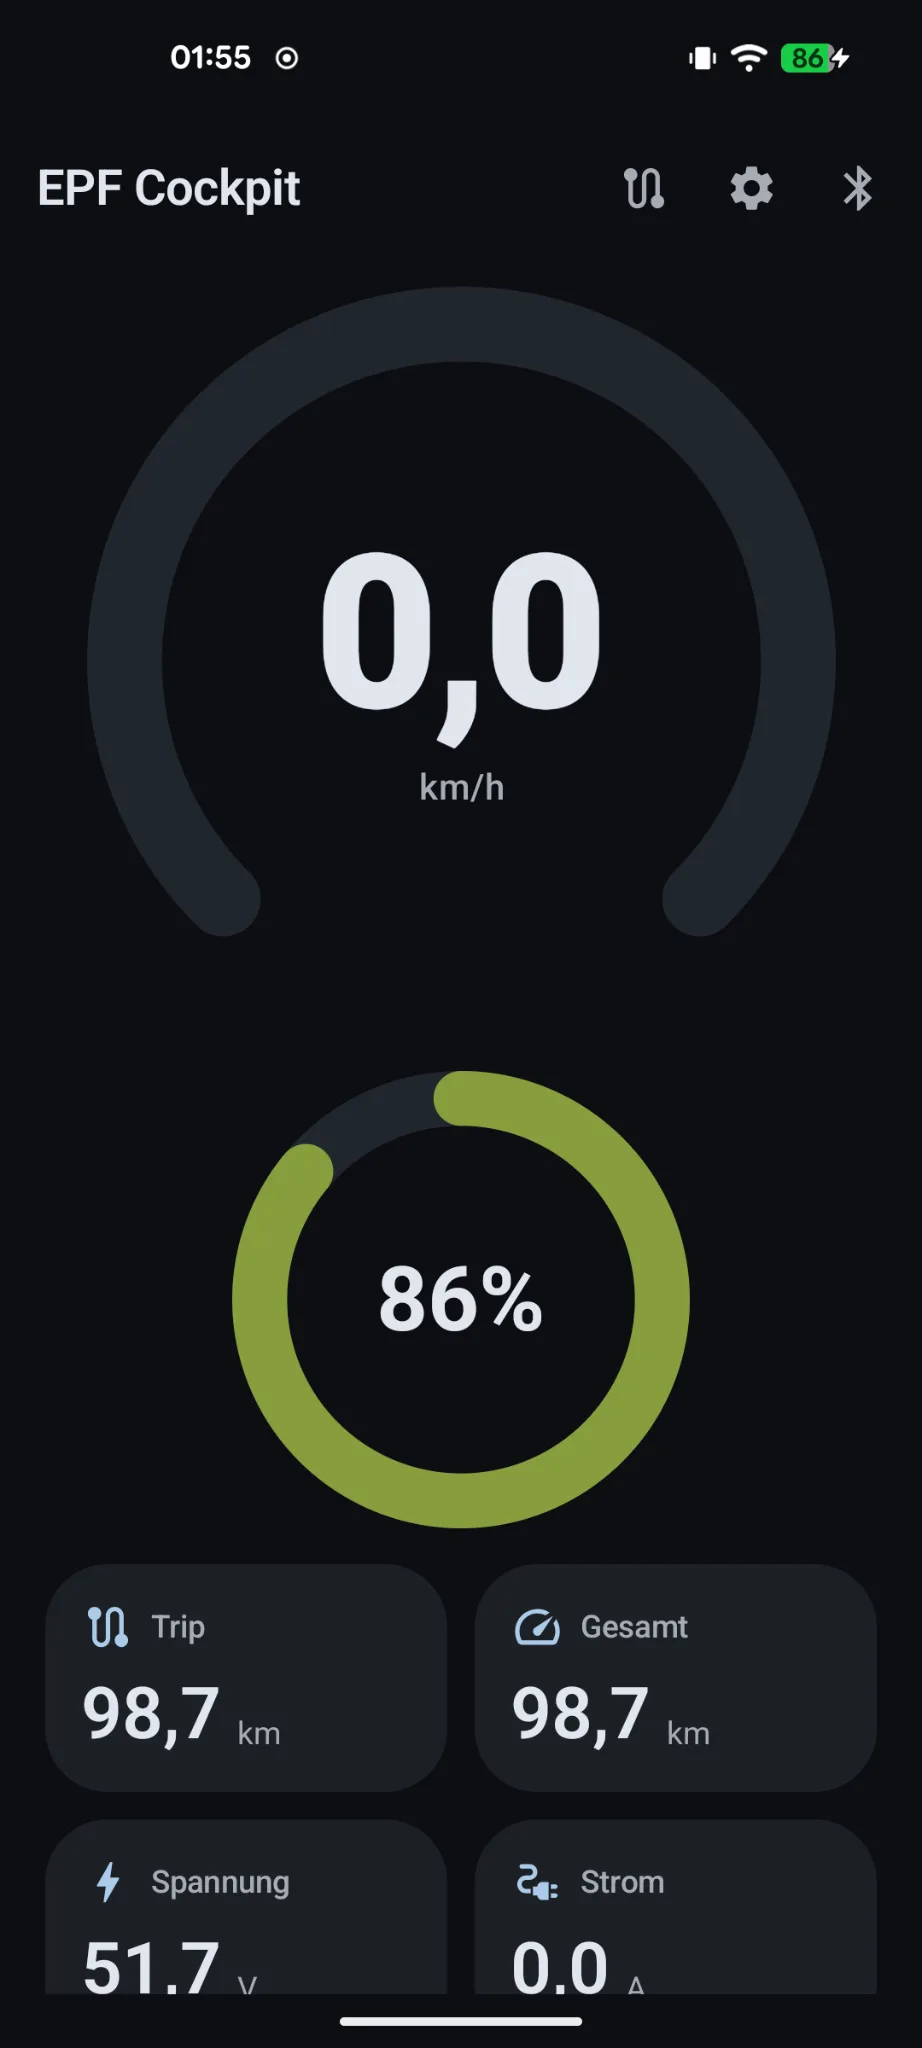 01:55
86
EPF Cockpit
0,0
km/h
86%
Trip
98,7 km
Gesamt
98,7 km
Spannung
51,7 V
Strom
0,0 A